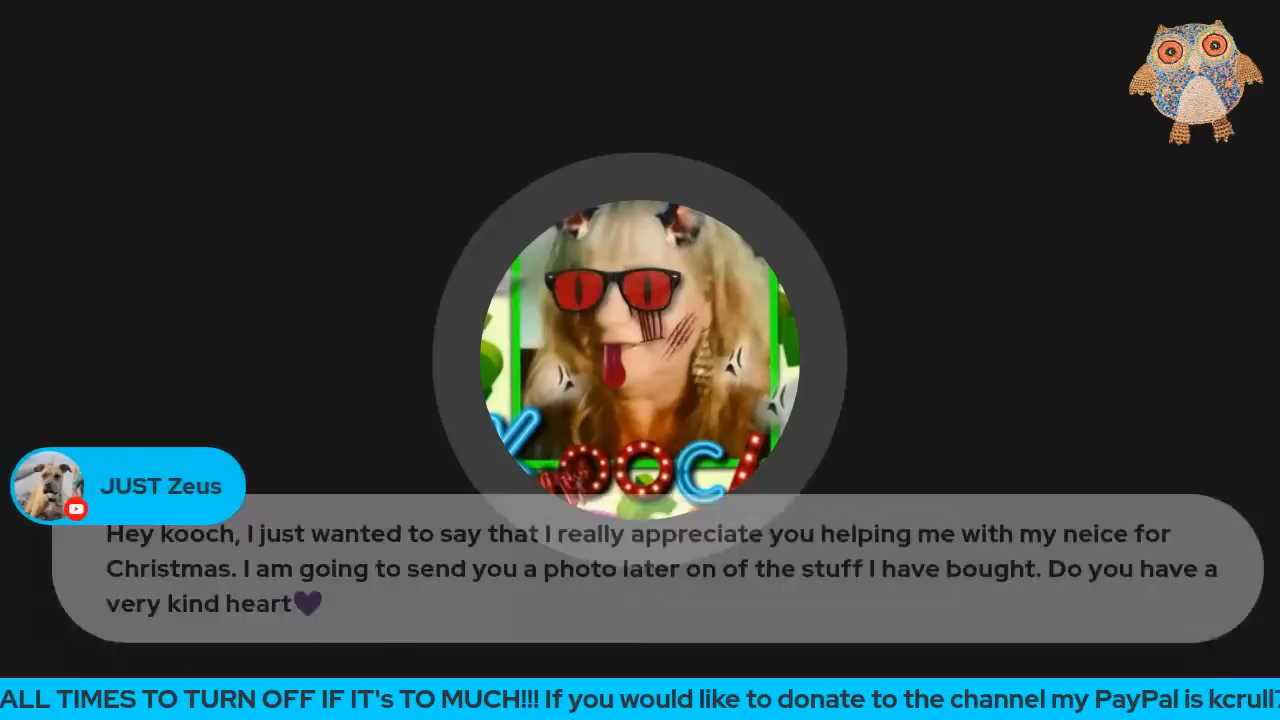 KOOC
JUST Zeus
Hey kooch, I just wanted to say that I really appreciate you helping me with my neice for
Christmas. I am going to send you a photo later on of the stuff I have bought. Do you have a
very kind heart💜
ALL TIMES TO TURN OFF IF IT's TO MUCH!!! If you would like to donate to the channel my PayPal is kcrull